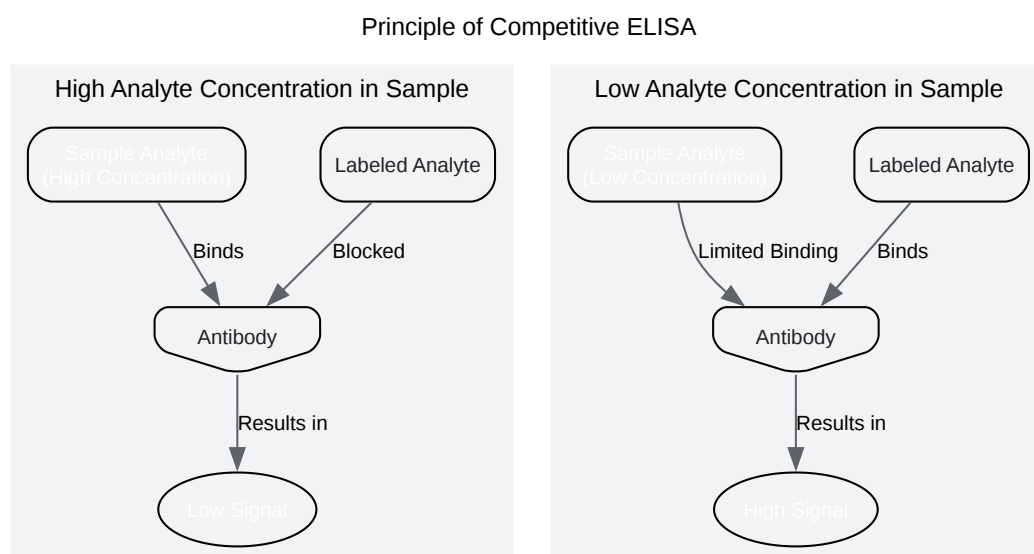 Principle of Competitive ELISA
High Analyte Concentration in Sample
Sample Analyte
(High Concentration)
Labeled Analyte
Binds
Blocked
Antibody
Results in
Low Signal
Low Analyte Concentration in Sample
Sample Analyte
(Low Concentration)
Labeled Analyte
Limited Binding
Binds
Antibody
Results in
High Signal